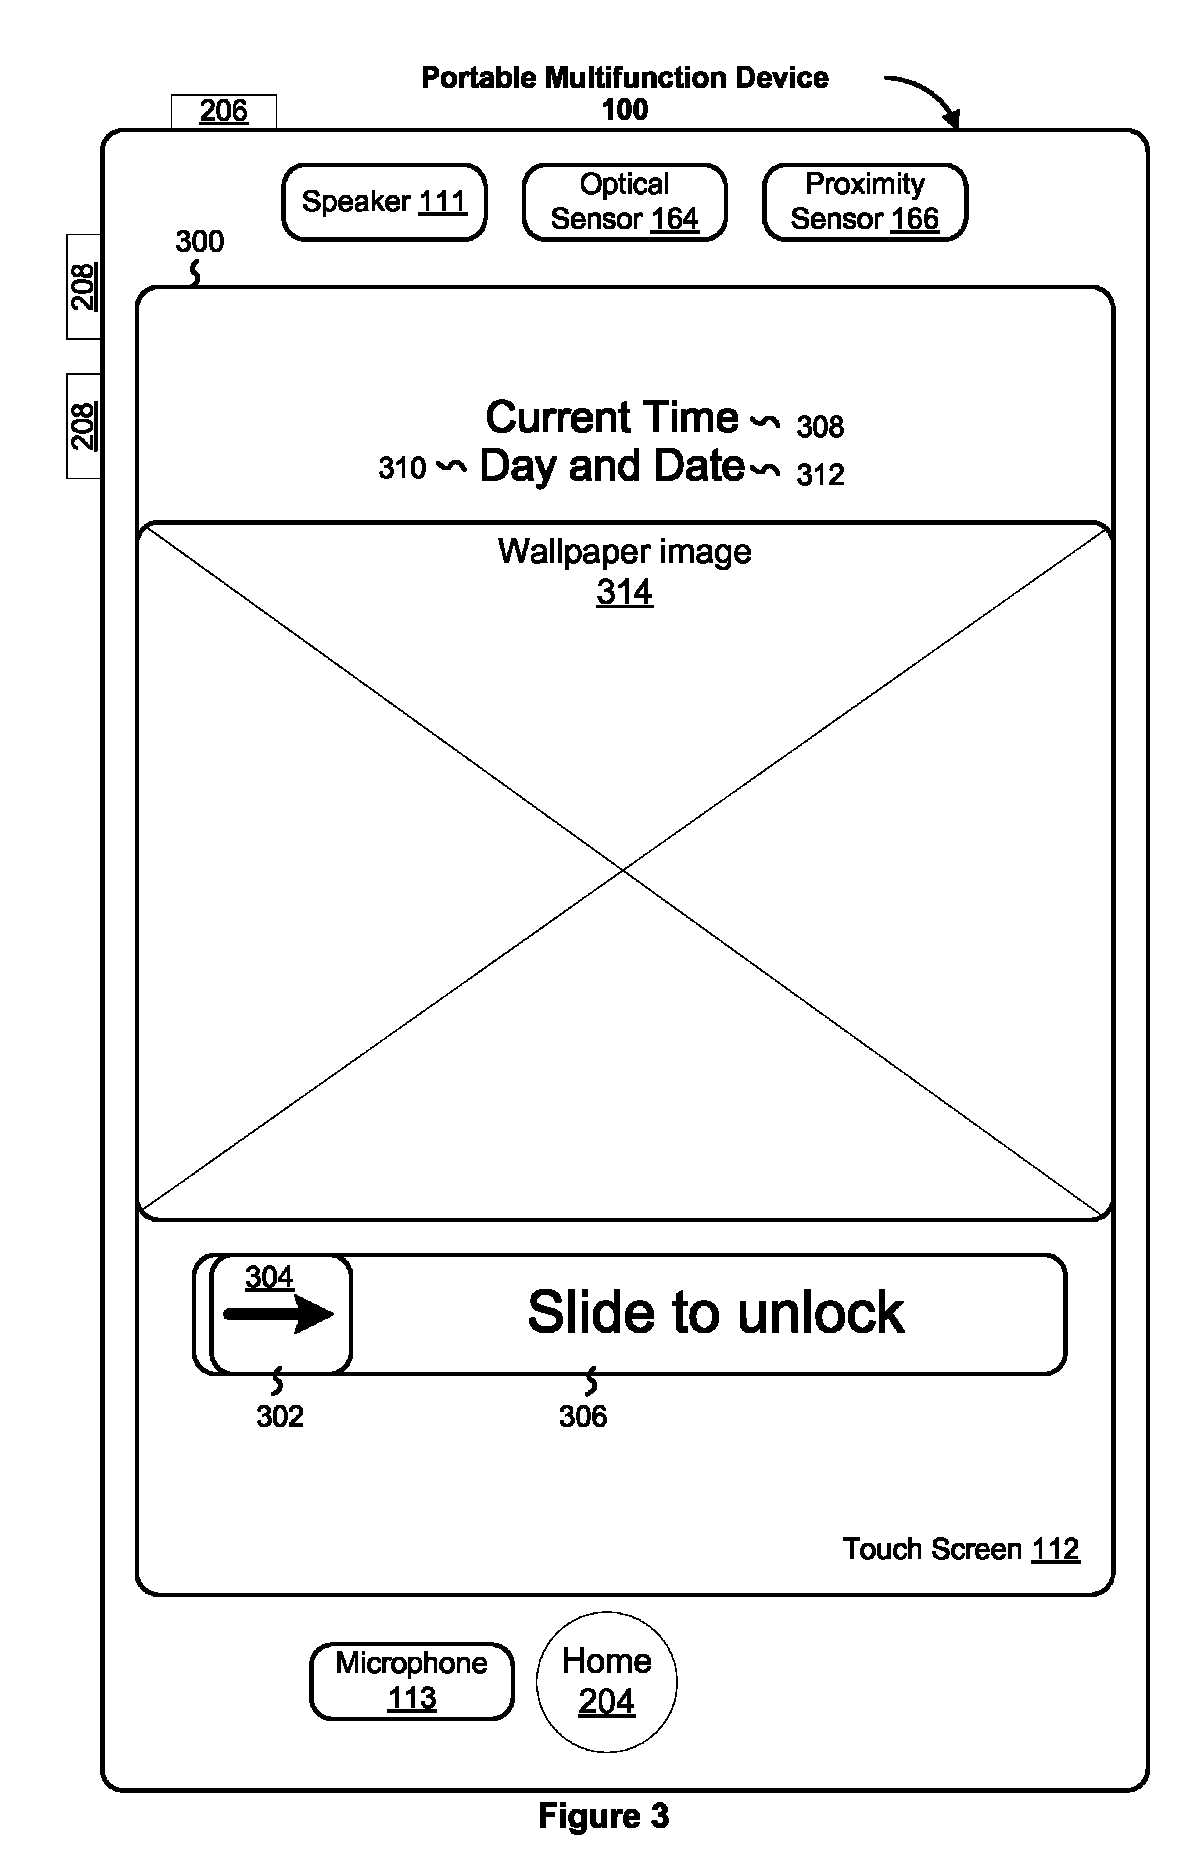 Portable Multifunction Device
100
206
Speaker 111
Optical
Sensor 164
Proximity
Sensor 166
300
208
208
Current Time 308
310 Day and Date 312
Wallpaper image
314
304
Slide to unlock
302
306
Touch Screen 112
Microphone
113
Home
204
Figure 3